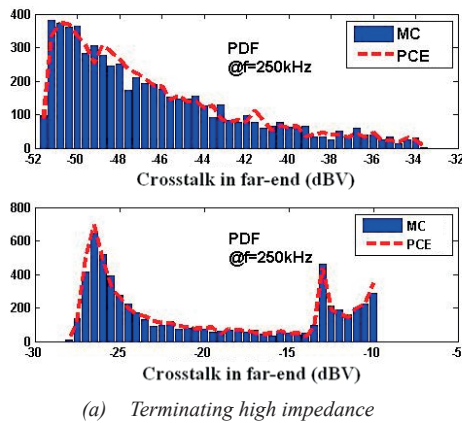 400
300
200
100
0
MC
PCE
PDF
@f=250kHz
-52 -50 -48 -46 -44 -42 -40 -38 -36 -34 -32
Crosstalk in far-end (dBV)
800
600
400
200
0
MC
PCE
PDF
@f=250kHz
-30 -25 -20 -15 -10 -5
Crosstalk in far-end (dBV)
(a) Terminating high impedance